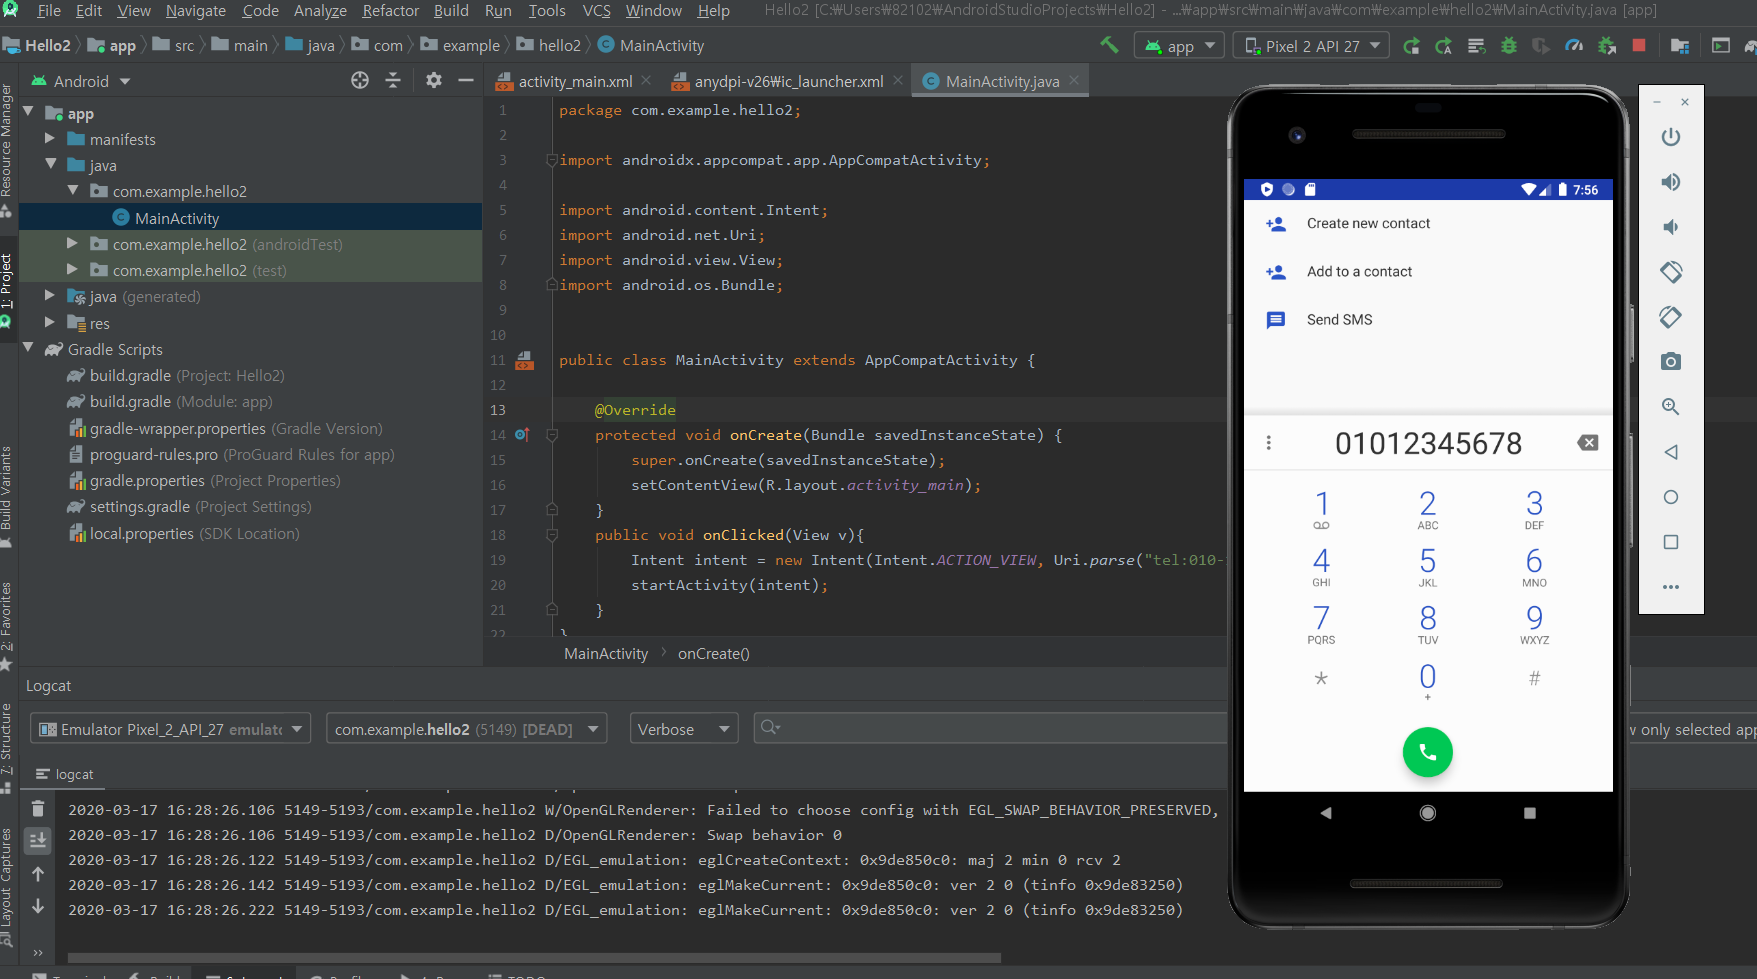 File Edit View Navigate Code Analyze Refactor Build Run Tools VCS Window Help Hello2 [C:₩Users₩82102₩AndroidStudioProjects₩Hello2] - ...₩app₩src₩main₩java₩com₩example₩hello2₩MainActivity.java [app]
Hello2 app src main java com example hello2 MainActivity app Pixel 2 API 27
Android
activity_main.xml anydpi-v26₩ic_launcher.xml MainActivity.java
Resource Manager
1: Project
Build Variants
2: Favorites
7: Structure
Layout Captures
app
manifests
java
com.example.hello2
MainActivity
com.example.hello2 (androidTest)
com.example.hello2 (test)
java (generated)
res
Gradle Scripts
build.gradle (Project: Hello2)
build.gradle (Module: app)
gradle-wrapper.properties (Gradle Version)
proguard-rules.pro (ProGuard Rules for app)
gradle.properties (Project Properties)
settings.gradle (Project Settings)
local.properties (SDK Location)
1 package com.example.hello2;
2
3 import androidx.appcompat.app.AppCompatActivity;
4
5 import android.content.Intent;
6 import android.net.Uri;
7 import android.view.View;
8 import android.os.Bundle;
9
10
11 public class MainActivity extends AppCompatActivity {
12
13 @Override
14 protected void onCreate(Bundle savedInstanceState) {
15 super.onCreate(savedInstanceState);
16 setContentView(R.layout.activity_main);
17 }
18 public void onClicked(View v){
19 Intent intent = new Intent(Intent.ACTION_VIEW, Uri.parse("tel:010-
20 startActivity(intent);
21 }
22 }
MainActivity onCreate()
7:56
Create new contact
Add to a contact
Send SMS
01012345678
1 2 3
ABC DEF
4 5 6
GHI JKL MNO
7 8 9
PQRS TUV WXYZ
* 0 #
+
Logcat
Emulator Pixel_2_API_27 emulato com.example.hello2 (5149) [DEAD] Verbose w only selected app
logcat
2020-03-17 16:28:26.106 5149-5193/com.example.hello2 W/OpenGLRenderer: Failed to choose config with EGL_SWAP_BEHAVIOR_PRESERVED,
2020-03-17 16:28:26.106 5149-5193/com.example.hello2 D/OpenGLRenderer: Swap behavior 0
2020-03-17 16:28:26.122 5149-5193/com.example.hello2 D/EGL_emulation: eglCreateContext: 0x9de850c0: maj 2 min 0 rcv 2
2020-03-17 16:28:26.142 5149-5193/com.example.hello2 D/EGL_emulation: eglMakeCurrent: 0x9de850c0: ver 2 0 (tinfo 0x9de83250)
2020-03-17 16:28:26.222 5149-5193/com.example.hello2 D/EGL_emulation: eglMakeCurrent: 0x9de850c0: ver 2 0 (tinfo 0x9de83250)